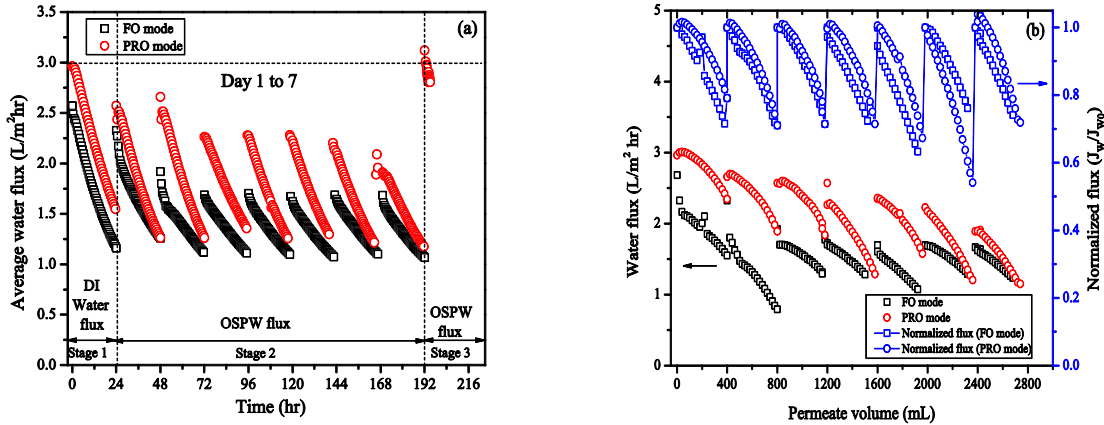 (a)
FO mode
PRO mode
Day 1 to 7
Average water flux (L/m²hr)
3.5
3.0
2.5
2.0
1.5
1.0
0.5
0.0
DI
Water
flux
OSPW flux
OSPW flux
Stage 1
Stage 2
Stage 3
0 24 48 72 96 120 144 168 192 216
Time (hr)
(b)
Water flux (L/m² hr)
5
4
3
2
1
0
FO mode
PRO mode
Normalized flux (FO mode)
Normalized flux (PRO mode)
0 400 800 1200 1600 2000 2400 2800
Permeate volume (mL)
1.0
0.8
0.6
0.4
0.2
0.0
Normalized flux (Jw/Jw0)